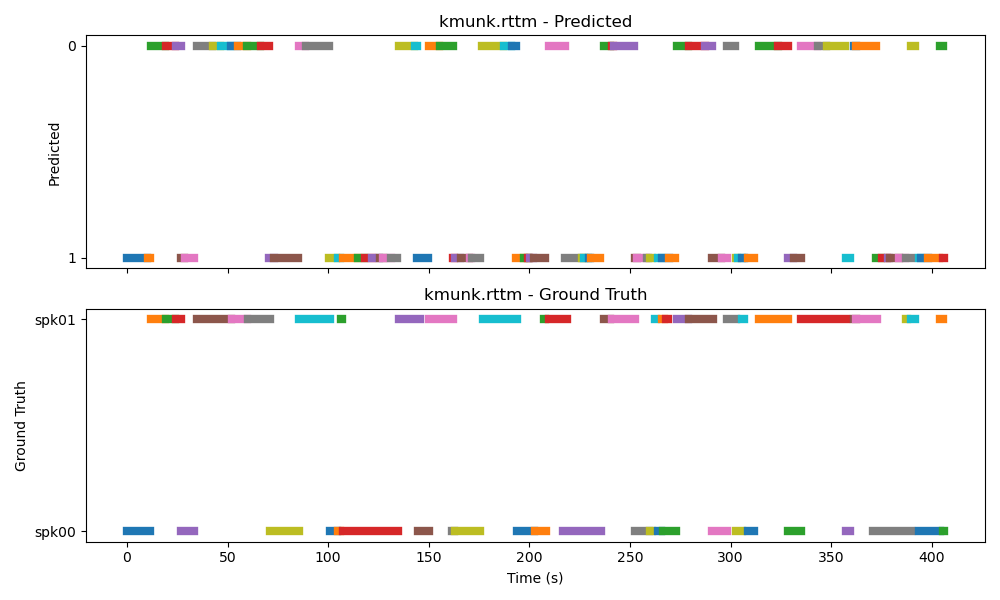 kmunk.rttm - Predicted
0
Predicted
1
kmunk.rttm - Ground Truth
spk01
Ground Truth
spk00
0 50 100 150 200 250 300 350 400
Time (s)